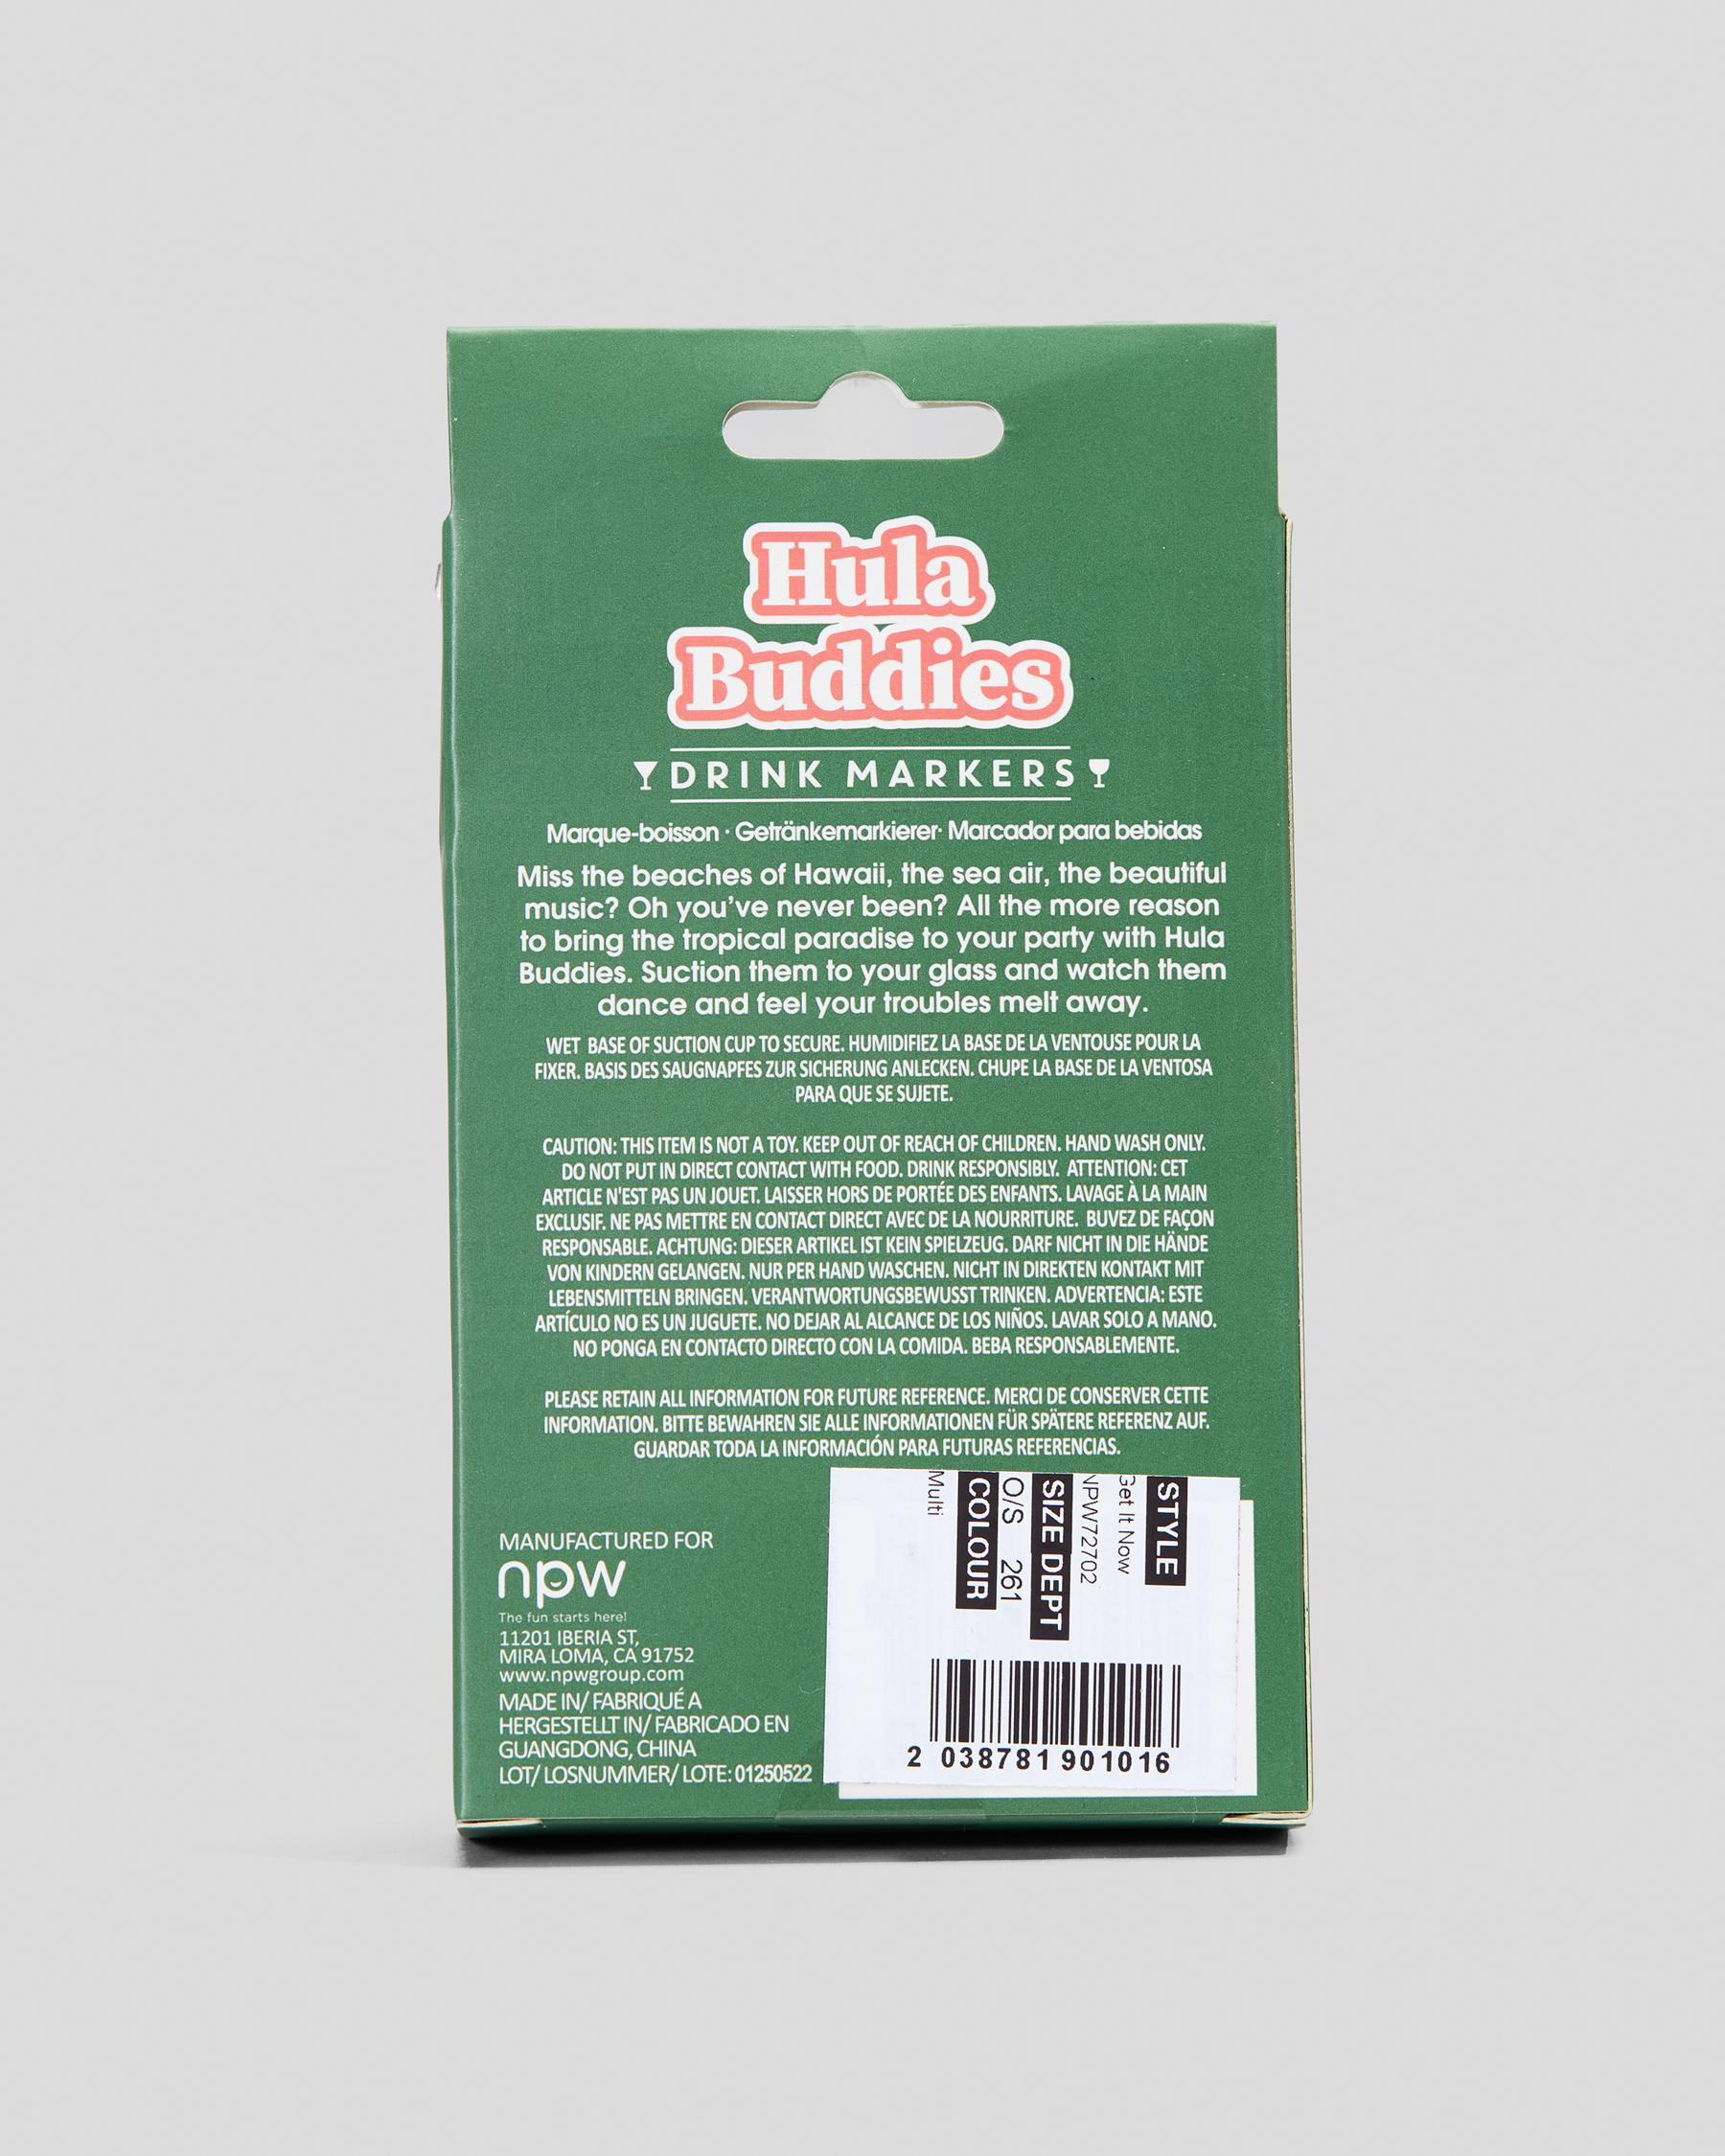 Hula
Buddies
DRINK MARKERS
Marque-boisson · Getränkemarkierer· Marcador para bebidas
Miss the beaches of Hawaii, the sea air, the beautiful
music? Oh you've never been? All the more reason
to bring the tropical paradise to your party with Hula
Buddies. Suction them to your glass and watch them
dance and feel your troubles melt away.
WET BASE OF SUCTION CUP TO SECURE. HUMIDIFIEZ LA BASE DE LA VENTOUSE POUR LA
FIXER. BASIS DES SAUGNAPFES ZUR SICHERUNG ANLECKEN. CHUPE LA BASE DE LA VENTOSA
PARA QUE SE SUJETE.
CAUTION: THIS ITEM IS NOT A TOY. KEEP OUT OF REACH OF CHILDREN. HAND WASH ONLY.
DO NOT PUT IN DIRECT CONTACT WITH FOOD. DRINK RESPONSIBLY. ATTENTION: CET
ARTICLE N'EST PAS UN JOUET. LAISSER HORS DE PORTÉE DES ENFANTS. LAVAGE À LA MAIN
EXCLUSIF. NE PAS METTRE EN CONTACT DIRECT AVEC DE LA NOURRITURE. BUVEZ DE FAÇON
RESPONSABLE. ACHTUNG: DIESER ARTIKEL IST KEIN SPIELZEUG. DARF NICHT IN DIE HÄNDE
VON KINDERN GELANGEN. NUR PER HAND WASCHEN. NICHT IN DIREKTEN KONTAKT MIT
LEBENSMITTELN BRINGEN. VERANTWORTUNGSBEWUSST TRINKEN. ADVERTENCIA: ESTE
ARTÍCULO NO ES UN JUGUETE. NO DEJAR AL ALCANCE DE LOS NIÑOS. LAVAR SOLO A MANO.
NO PONGA EN CONTACTO DIRECTO CON LA COMIDA. BEBA RESPONSABLEMENTE.
PLEASE RETAIN ALL INFORMATION FOR FUTURE REFERENCE. MERCI DE CONSERVER CETTE
INFORMATION. BITTE BEWAHREN SIE ALLE INFORMATIONEN FÜR SPÄTERE REFERENZ AUF.
GUARDAR TODA LA INFORMACIÓN PARA FUTURAS REFERENCIAS.
MANUFACTURED FOR
npw
The fun starts here!
11201 IBERIA ST,
MIRA LOMA, CA 91752
www.npwgroup.com
MADE IN/ FABRIQUÉ A
HERGESTELLT IN/ FABRICADO EN
GUANGDONG, CHINA
LOT/ LOSNUMMER/ LOTE: 01250522
STYLE
Get It Now
NPW72702
SIZE DEPT
O/S 261
COLOUR
Multi
2 038781 901016